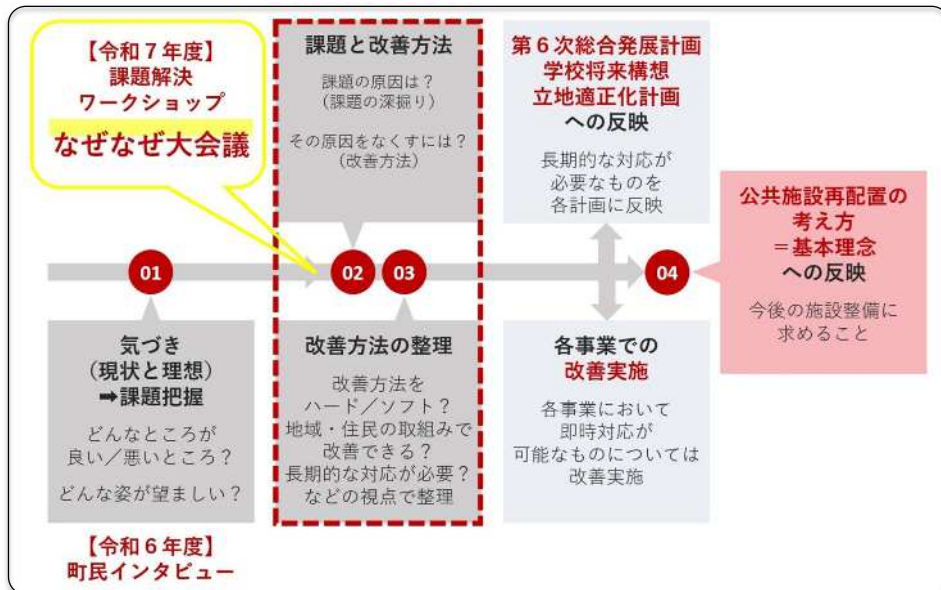 【令和７年度】
課題解決
ワークショップ
なぜなぜ大会議
課題と改善方法
課題の原因は？
(課題の深掘り)
その原因をなくすには？
(改善方法)
第６次総合発展計画
学校将来構想
立地適正化計画
への反映
長期的な対応が
必要なものを
各計画に反映
01
02
03
04
公共施設再配置の
考え方
＝基本理念
への反映
今後の施設整備に
求めること
気づき
(現状と理想)
➡課題把握
どんなところが
良い／悪いところ？
どんな姿が望ましい？
【令和６年度】
町民インタビュー
改善方法の整理
改善方法を
ハード／ソフト？
地域・住民の取組みで
改善できる？
長期的な対応が必要？
などの視点で整理
各事業での
改善実施
各事業において
即時対応が
可能なものについては
改善実施